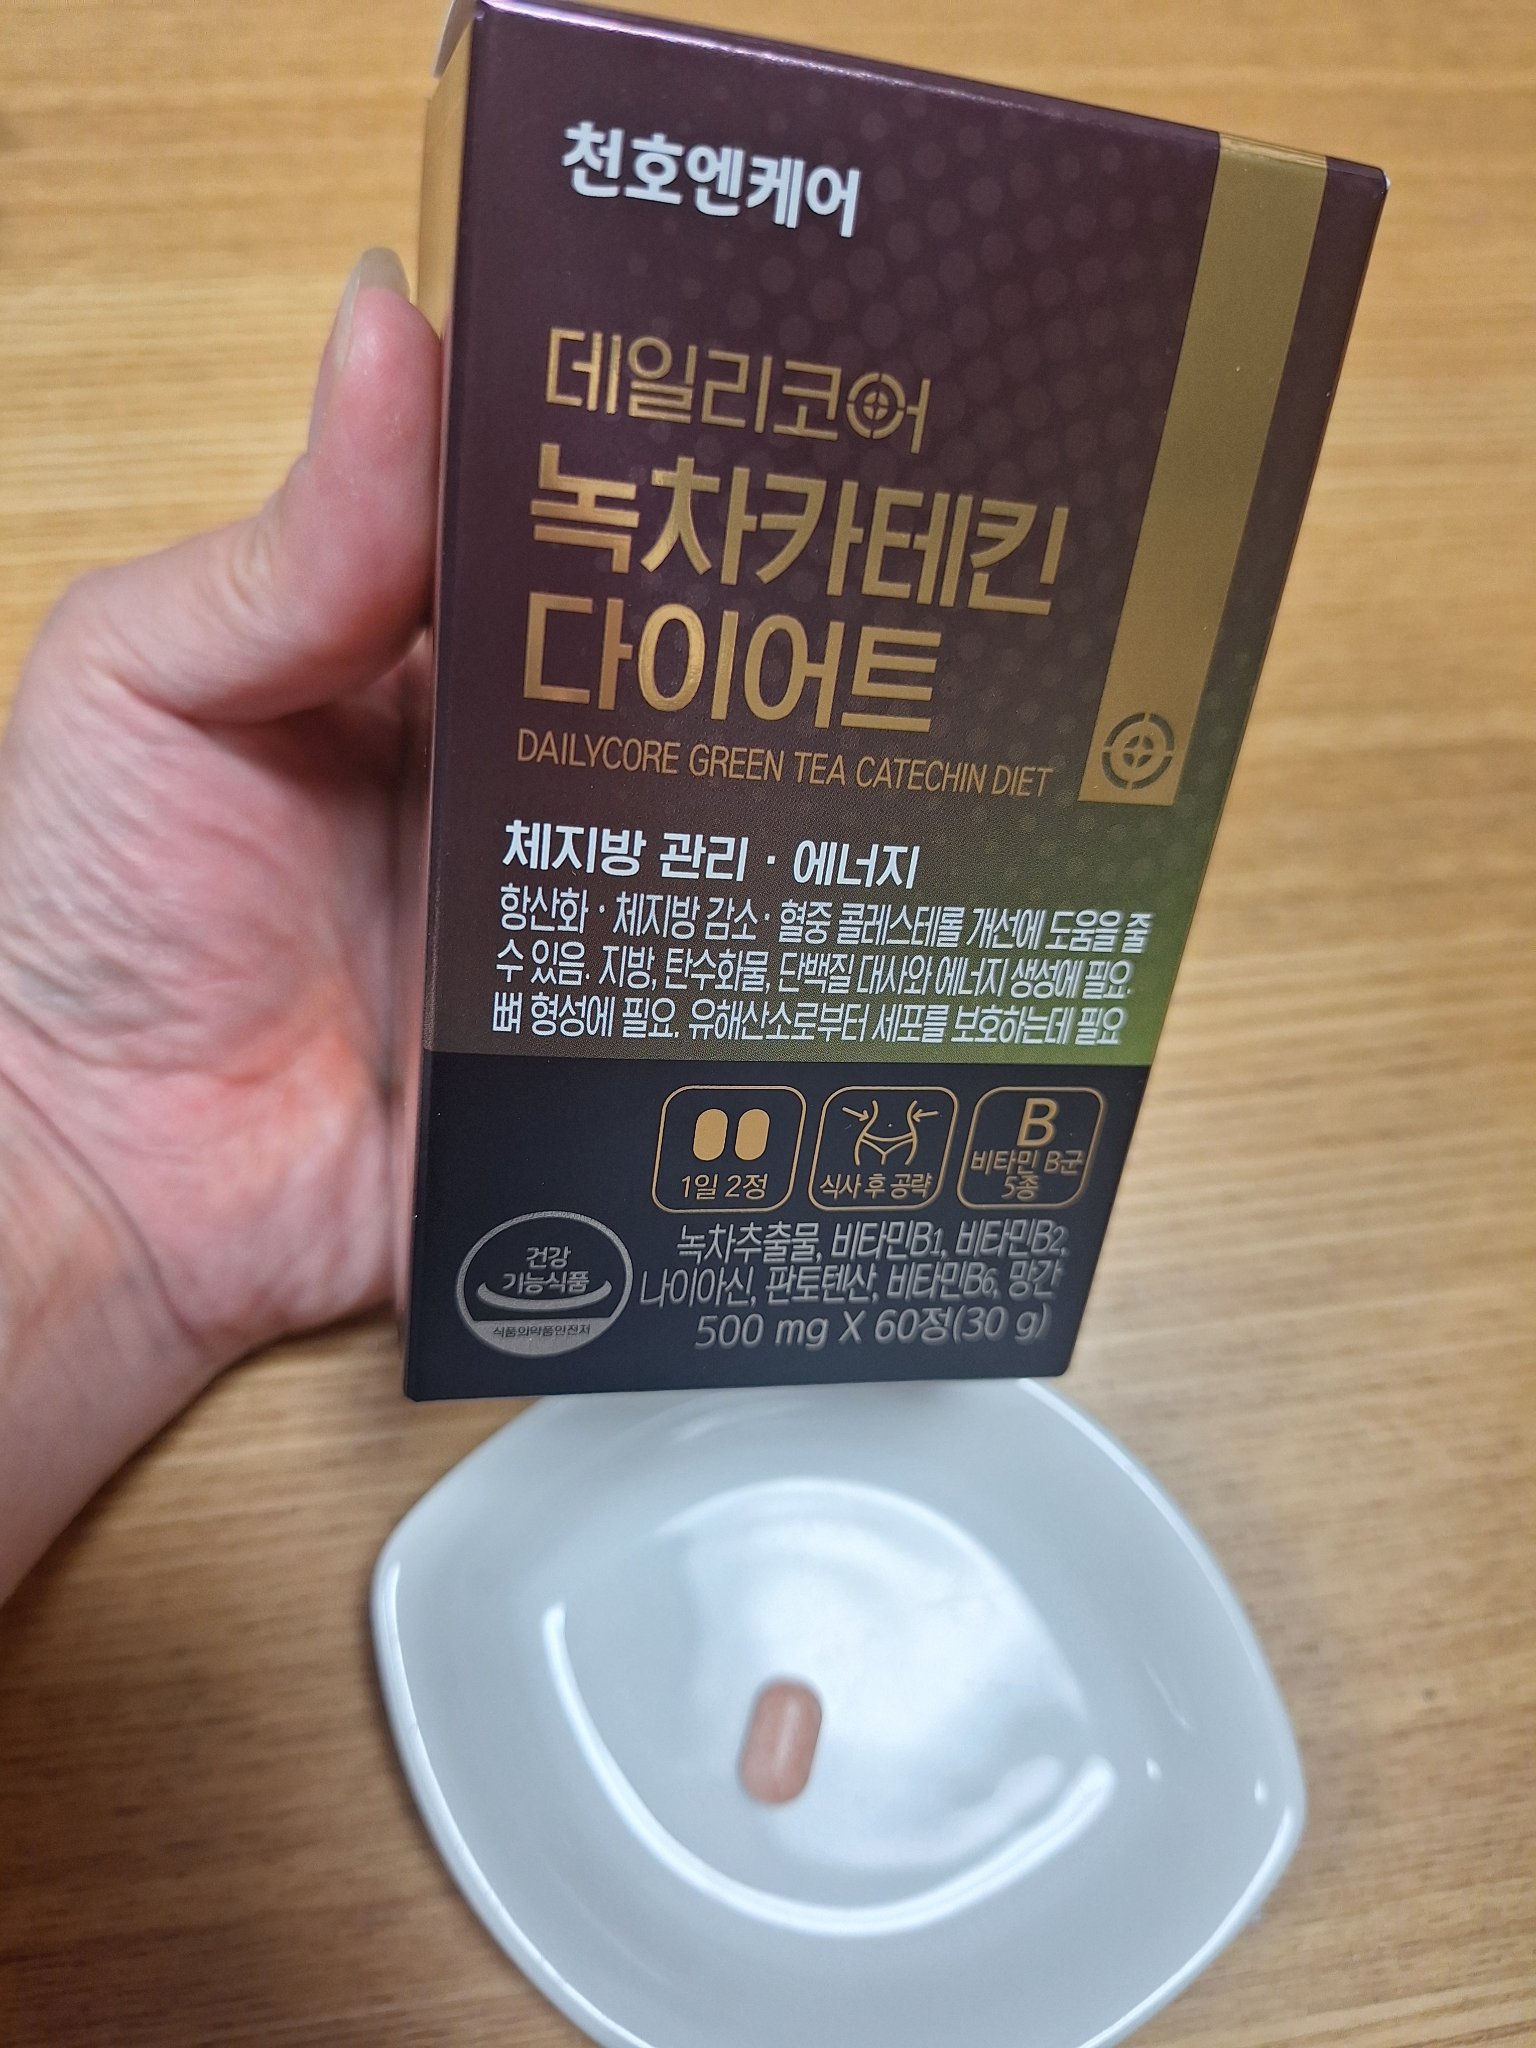 천호엔케어
데일리코어
녹차카테킨
다이어트
DAILYCORE GREEN TEA CATECHIN DIET
체지방 관리 · 에너지
항산화 · 체지방 감소 · 혈중 콜레스테롤 개선에 도움을 줄
수 있음. 지방, 탄수화물, 단백질 대사와 에너지 생성에 필요.
뼈 형성에 필요. 유해산소로부터 세포를 보호하는데 필요
1일 2정
식사 후 공략
B
비타민 B군
5종
건강
기능식품
식품의약품안전처
녹차추출물, 비타민B1, 비타민B2,
나이아신, 판토텐산, 비타민B6, 망간
500 mg X 60정(30 g)